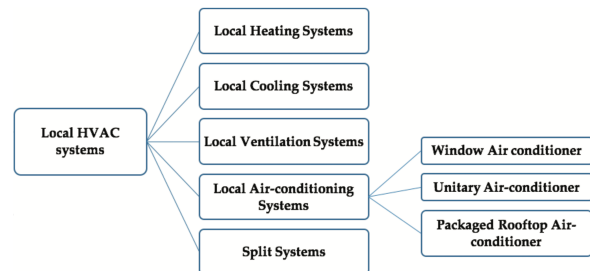 Local HVAC
systems
Local Heating Systems
Local Cooling Systems
Local Ventilation Systems
Local Air-conditioning
Systems
Split Systems
Window Air conditioner
Unitary Air-conditioner
Packaged Rooftop Air-
conditioner